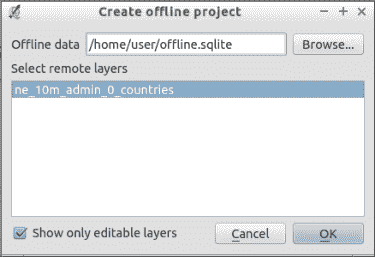 Create offline project
Offline data /home/user/offline.sqlite Browse...
Select remote layers
ne_10m_admin_0_countries
Show only editable layers Cancel OK